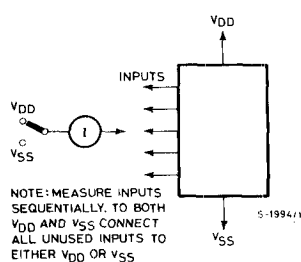 VDD
INPUTS
VDD
I
VSS
NOTE: MEASURE INPUTS
SEQUENTIALLY, TO BOTH
VDD AND VSS CONNECT
ALL UNUSED INPUTS TO
EITHER VDD OR VSS
S-1994/1
VSS